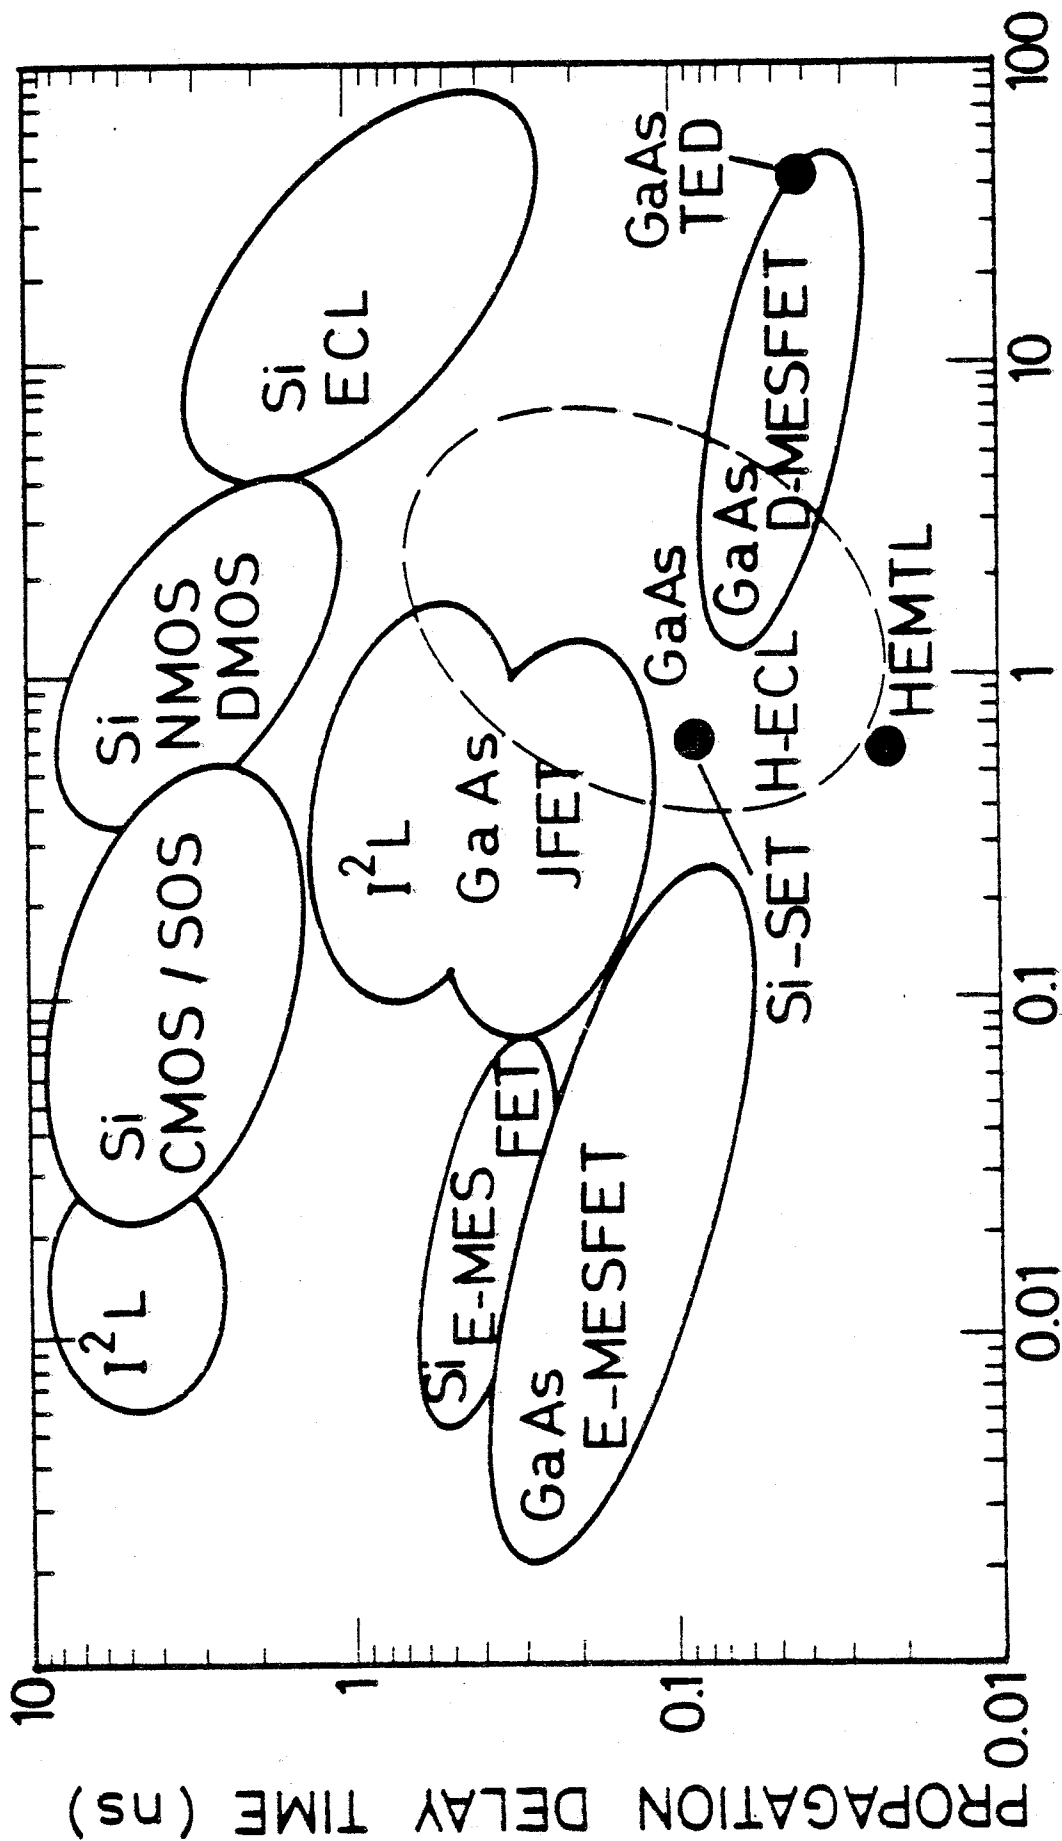 PROPAGATION DELAY TIME (ns)
10
1
0.1
0.01
0.01
0.1
1
10
100
I²L
Si
CMOS / SOS
Si
NMOS
DMOS
Si
ECL
I²L
GaAs
JFET
Si
E-MES
FET
GaAs
E-MESFET
Si-SET
GaAs
H-ECL
HEMTL
GaAs
D-MESFET
GaAs
TED